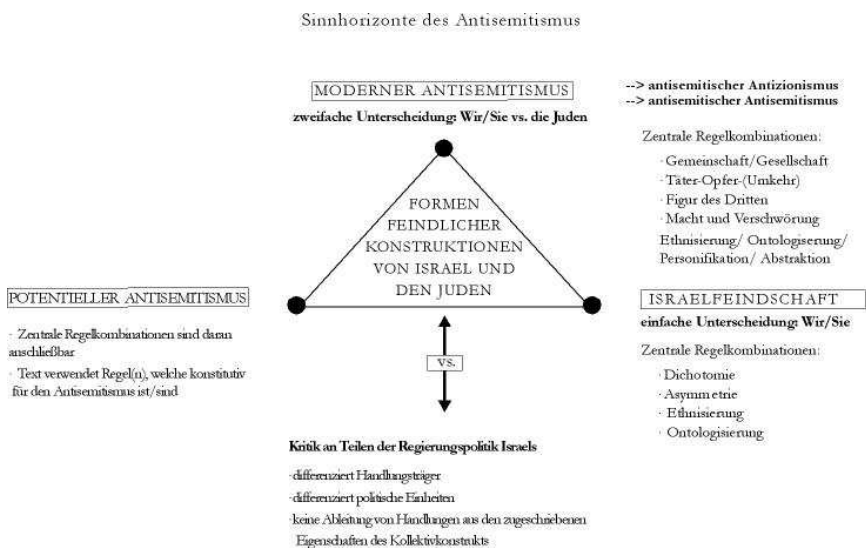 Sinnhorizonte des Antisemitismus
MODERNER ANTISEMITISMUS
zweifache Unterscheidung: Wir/Sie vs. die Juden
--> antisemitischer Antizionismus
--> antisemitischer Antisemitismus
Zentrale Regelkombinationen:
· Gemeinschaft/Gesellschaft
· Täter-Opfer-(Umkehr)
· Figur des Dritten
· Macht und Verschwörung
Ethnisierung/ Ontologiserung/
Personifikation/ Abstraktion
FORMEN
FEINDLICHER
KONSTRUKTIONEN
VON ISRAEL UND
DEN JUDEN
POTENTIELLER ANTISEMITISMUS
· Zentrale Regelkombinationen sind daran
anschließbar
· Text verwendet Regel(n), welche konstitutiv
für den Antisemitismus ist/sind
ISRAELFEINDSCHAFT
einfache Unterscheidung: Wir/Sie
Zentrale Regelkombinationen:
· Dichotomie
· Asymmetrie
· Ethnisierung
· Ontologisierung
vs.
Kritik an Teilen der Regierungspolitik Israels
·differenziert Handlungsträger
·differenziert politische Einheiten
·keine Ableitung von Handlungen aus den zugeschriebenen
Eigenschaften des Kollektivkonstrukts